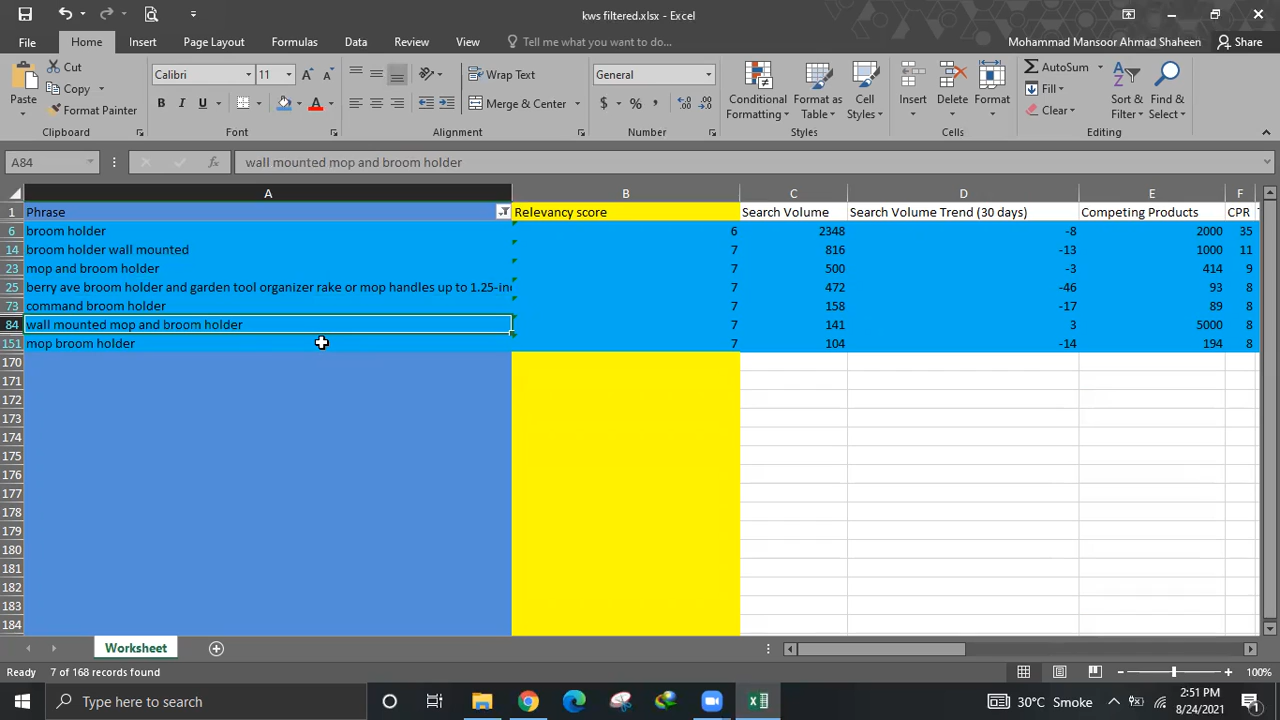 kws filtered.xlsx - Excel
File Home Insert Page Layout Formulas Data Review View Tell me what you want to do... Mohammad Mansoor Ahmad Shaheen Share
Paste Cut Copy Format Painter Clipboard
Calibri 11 B I U A Font
Wrap Text Merge & Center Alignment
General $ % , Number
Conditional Formatting Format as Table Cell Styles Styles
Insert Delete Format Cells
AutoSum Fill Clear Sort & Filter Find & Select Editing
A84 fx wall mounted mop and broom holder
A B C D E F
1 Phrase Relevancy score Search Volume Search Volume Trend (30 days) Competing Products CPR
6 broom holder 6 2348 -8 2000 35
14 broom holder wall mounted 7 816 -13 1000 11
23 mop and broom holder 7 500 -3 414 9
25 berry ave broom holder and garden tool organizer rake or mop handles up to 1.25-in 7 472 -46 93 8
73 command broom holder 7 158 -17 89 8
84 wall mounted mop and broom holder 7 141 3 5000 8
151 mop broom holder 7 104 -14 194 8
170
171
172
173
174
175
176
177
178
179
180
181
182
183
184
Worksheet
Ready 7 of 168 records found 100%
Type here to search 30°C Smoke 2:51 PM
8/24/2021